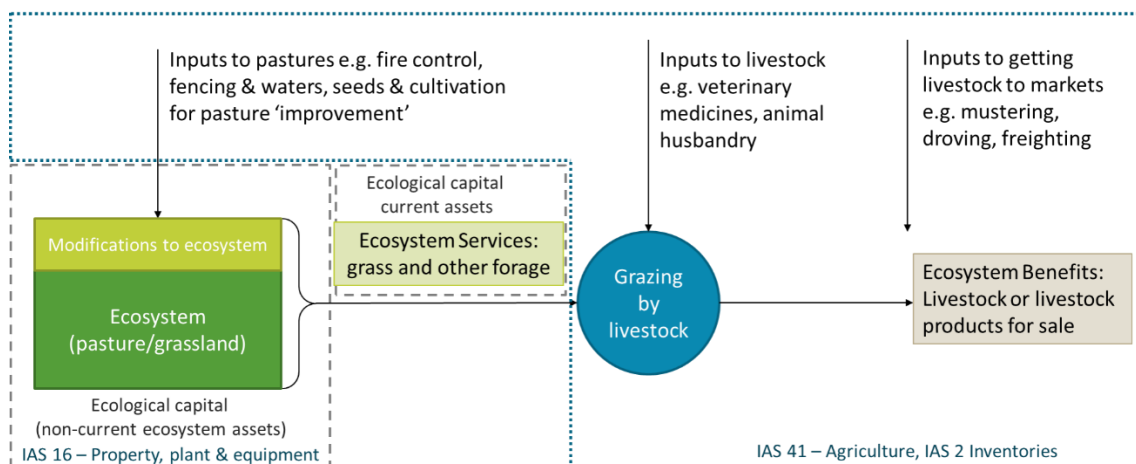 Inputs to pastures e.g. fire control,
fencing & waters, seeds & cultivation
for pasture ‘improvement’
Inputs to livestock
e.g. veterinary
medicines, animal
husbandry
Inputs to getting
livestock to markets
e.g. mustering,
droving, freighting
Ecological capital
current assets
Modifications to ecosystem
Ecosystem Services:
grass and other forage
Ecosystem
(pasture/grassland)
Grazing
by
livestock
Ecosystem Benefits:
Livestock or livestock
products for sale
Ecological capital
(non-current ecosystem assets)
IAS 16 – Property, plant & equipment
IAS 41 – Agriculture, IAS 2 Inventories